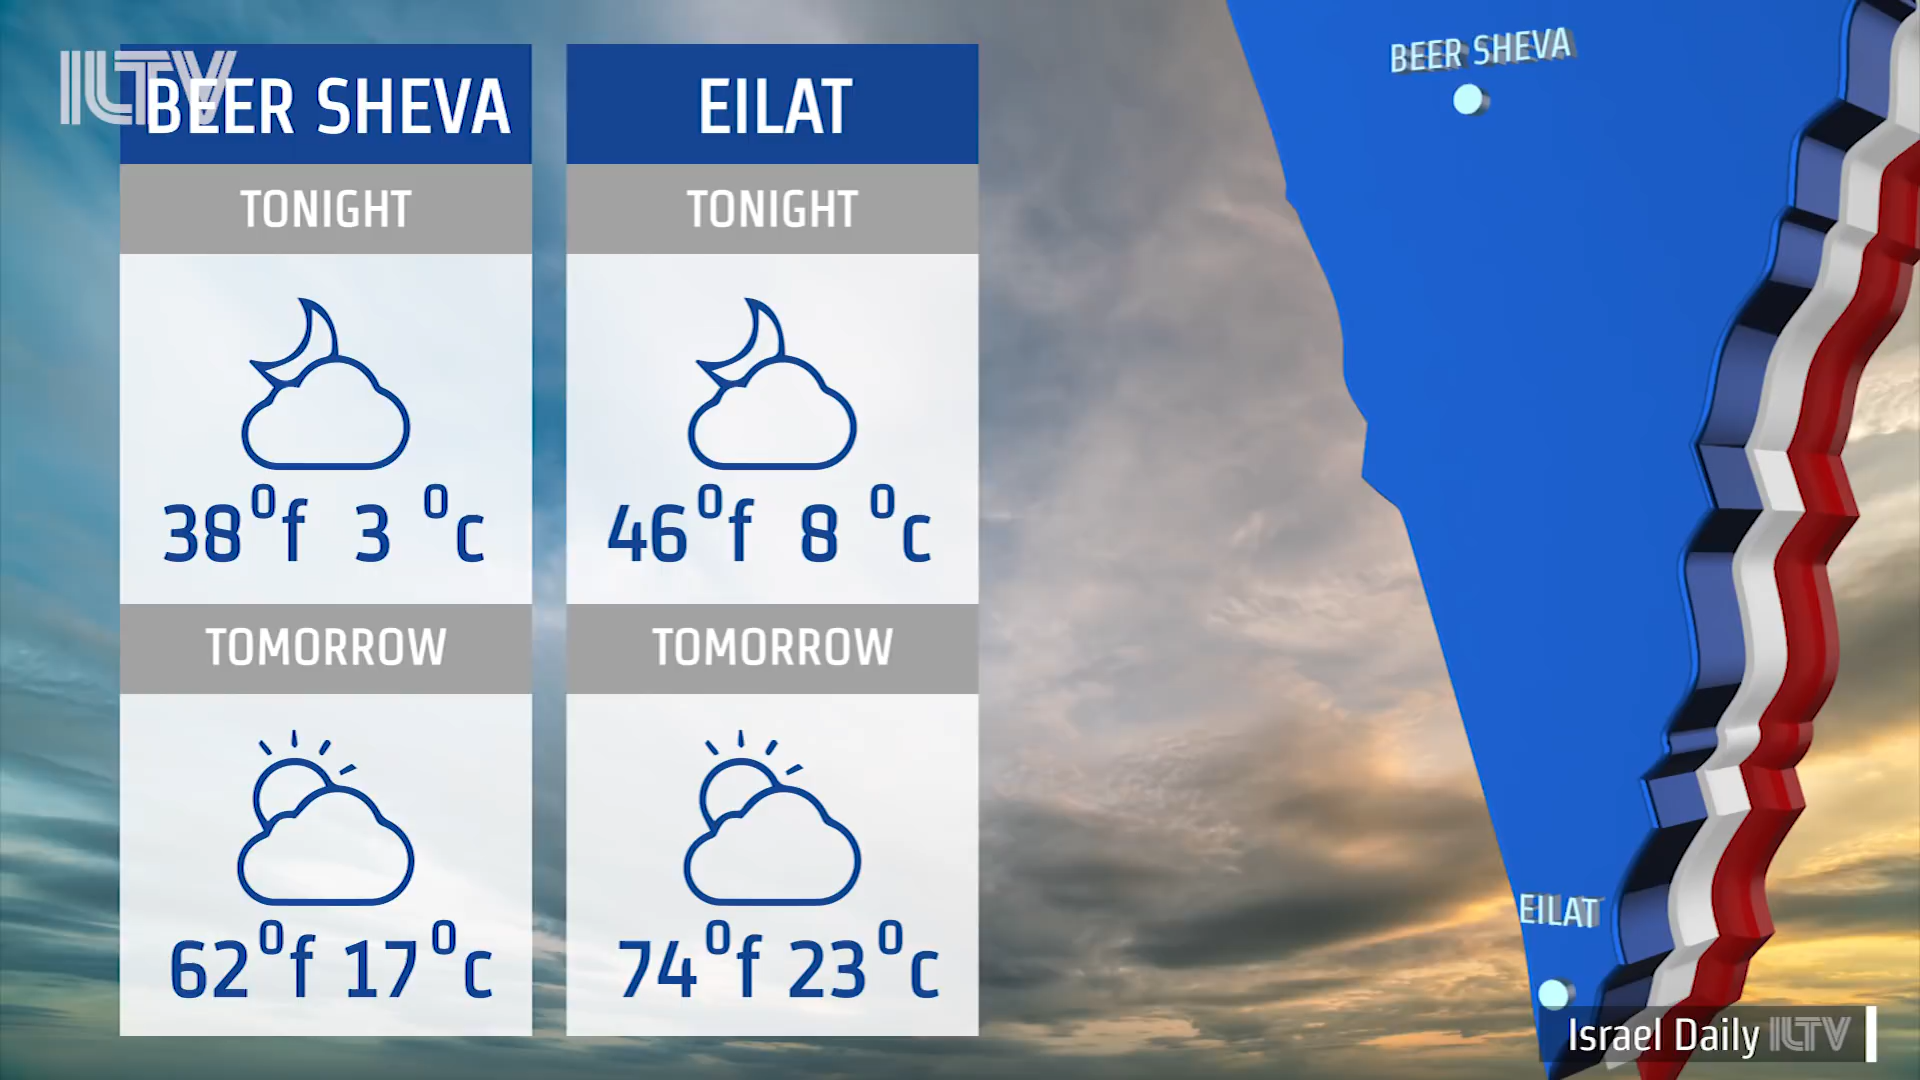 ILTV
BEER SHEVA
TONIGHT
38°f 3 °c
TOMORROW
62°f 17°c
EILAT
TONIGHT
46°f 8 °c
TOMORROW
74°f 23°c
BEER SHEVA
EILAT
Israel Daily ILTV